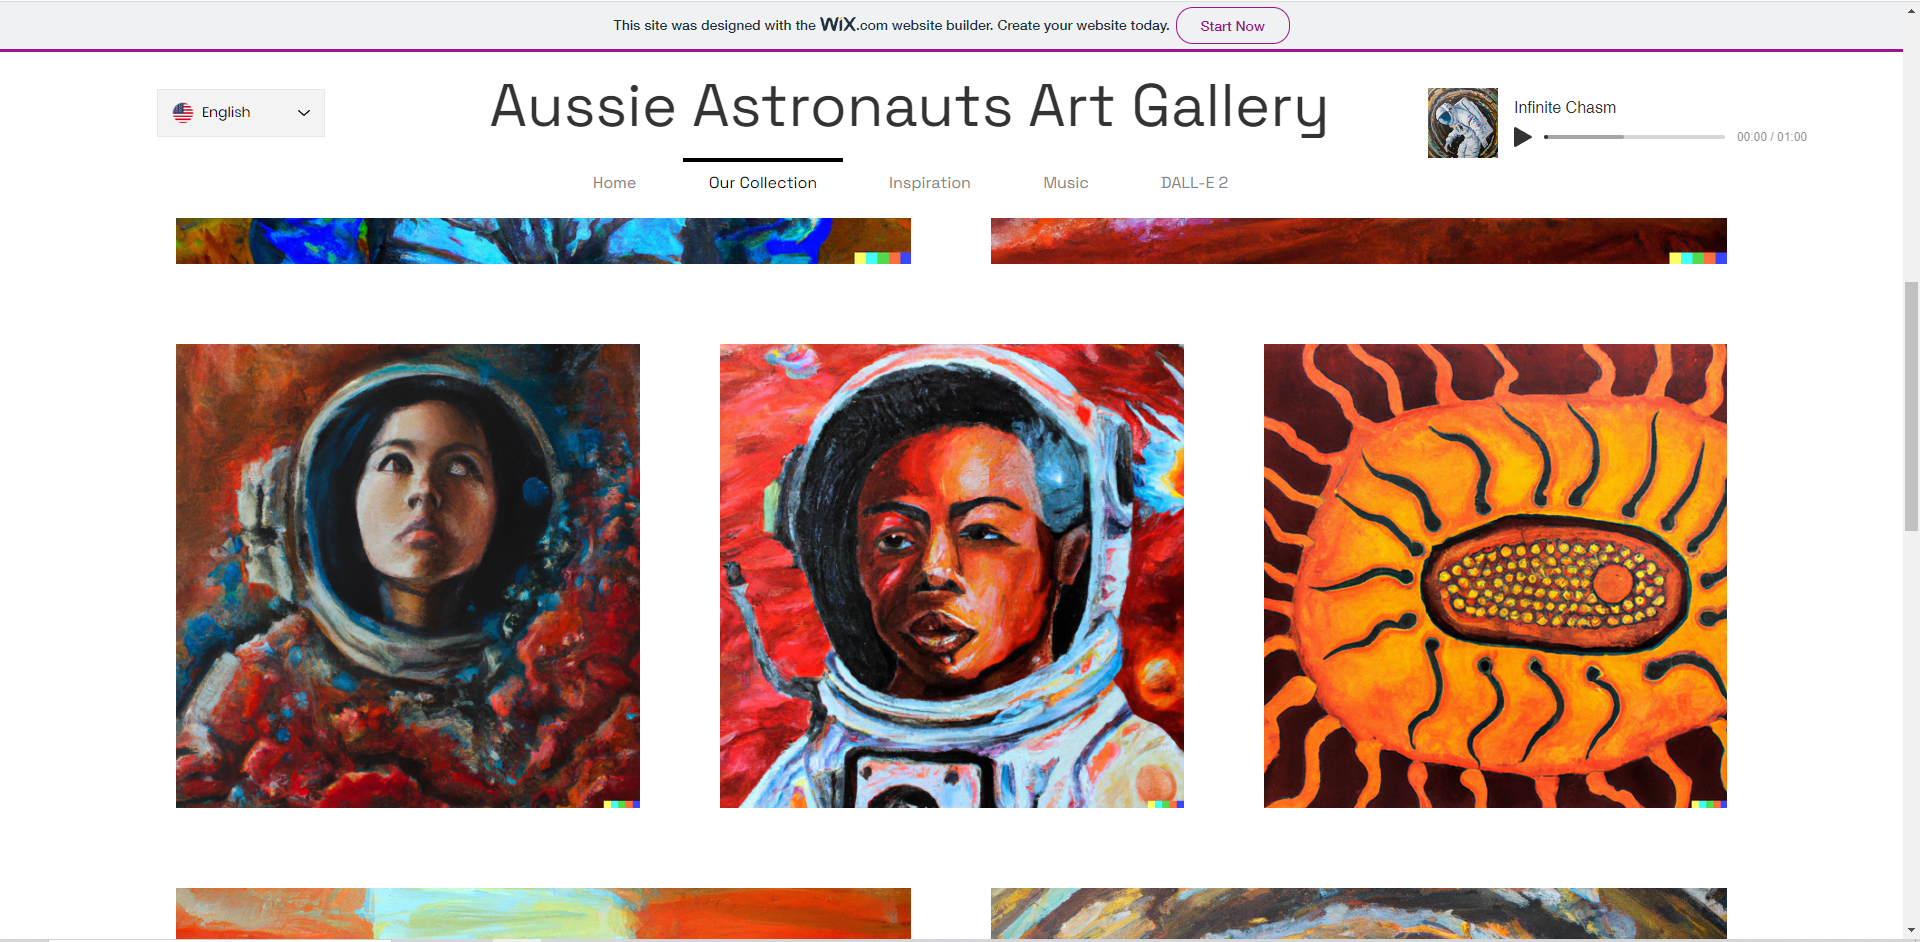 This site was designed with the WiX.com website builder. Create your website today. Start Now
English
Aussie Astronauts Art Gallery
Infinite Chasm
00:00 / 01:00
Home Our Collection Inspiration Music DALL-E 2